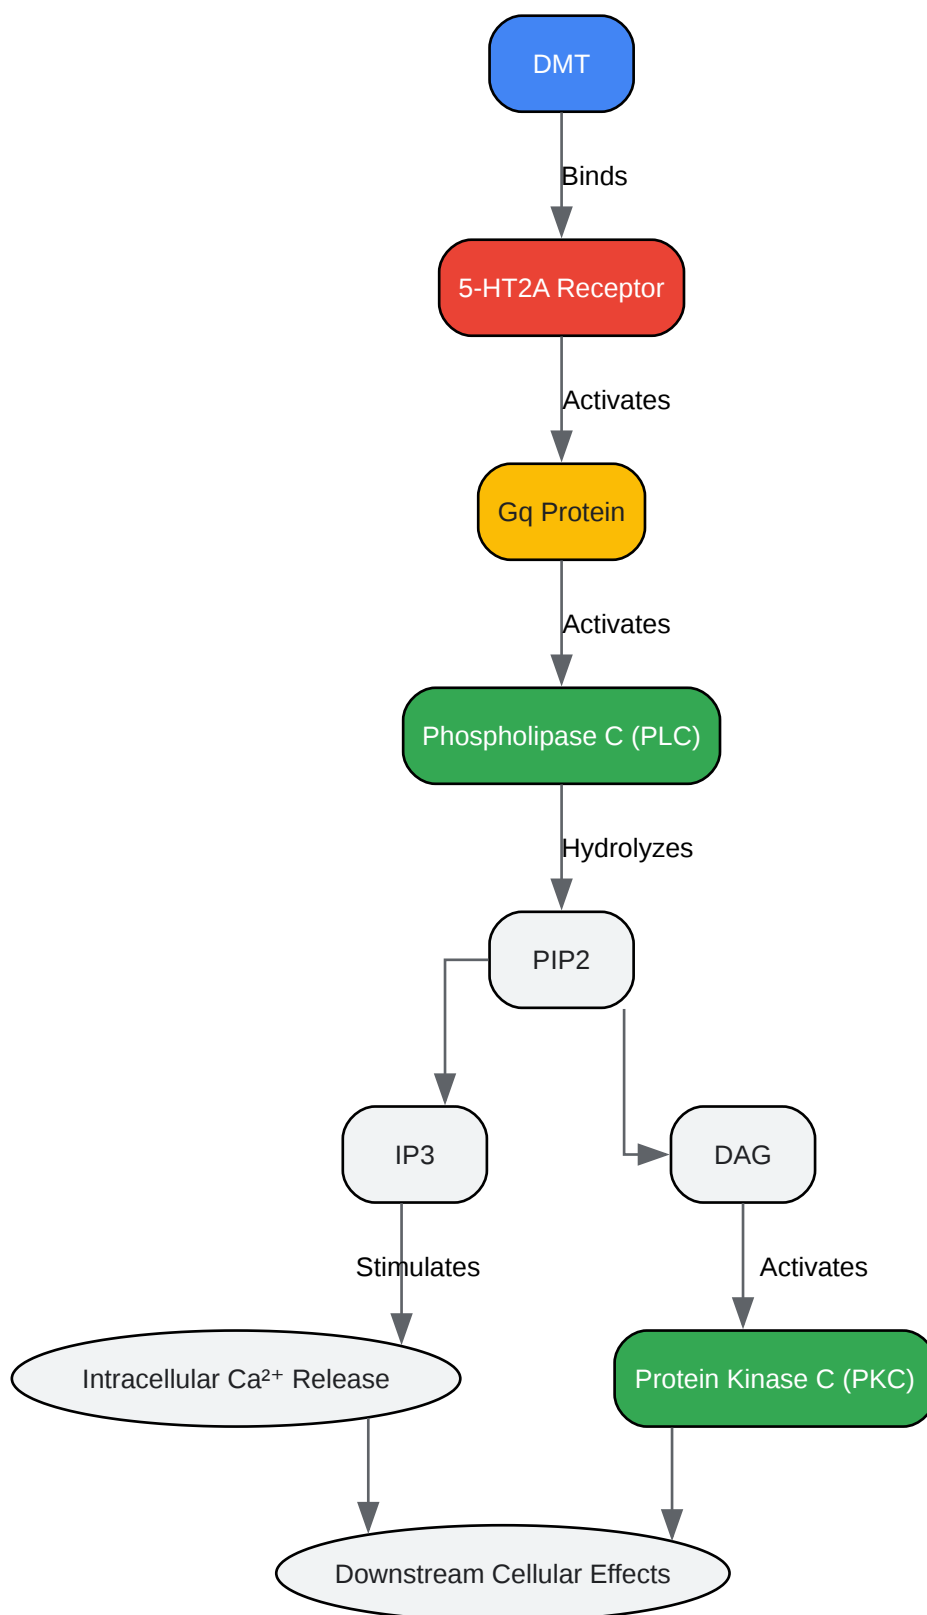 DMT
Binds
5-HT2A Receptor
Activates
Gq Protein
Activates
Phospholipase C (PLC)
Hydrolyzes
PIP2
IP3
DAG
Stimulates
Activates
Intracellular Ca²⁺ Release
Protein Kinase C (PKC)
Downstream Cellular Effects